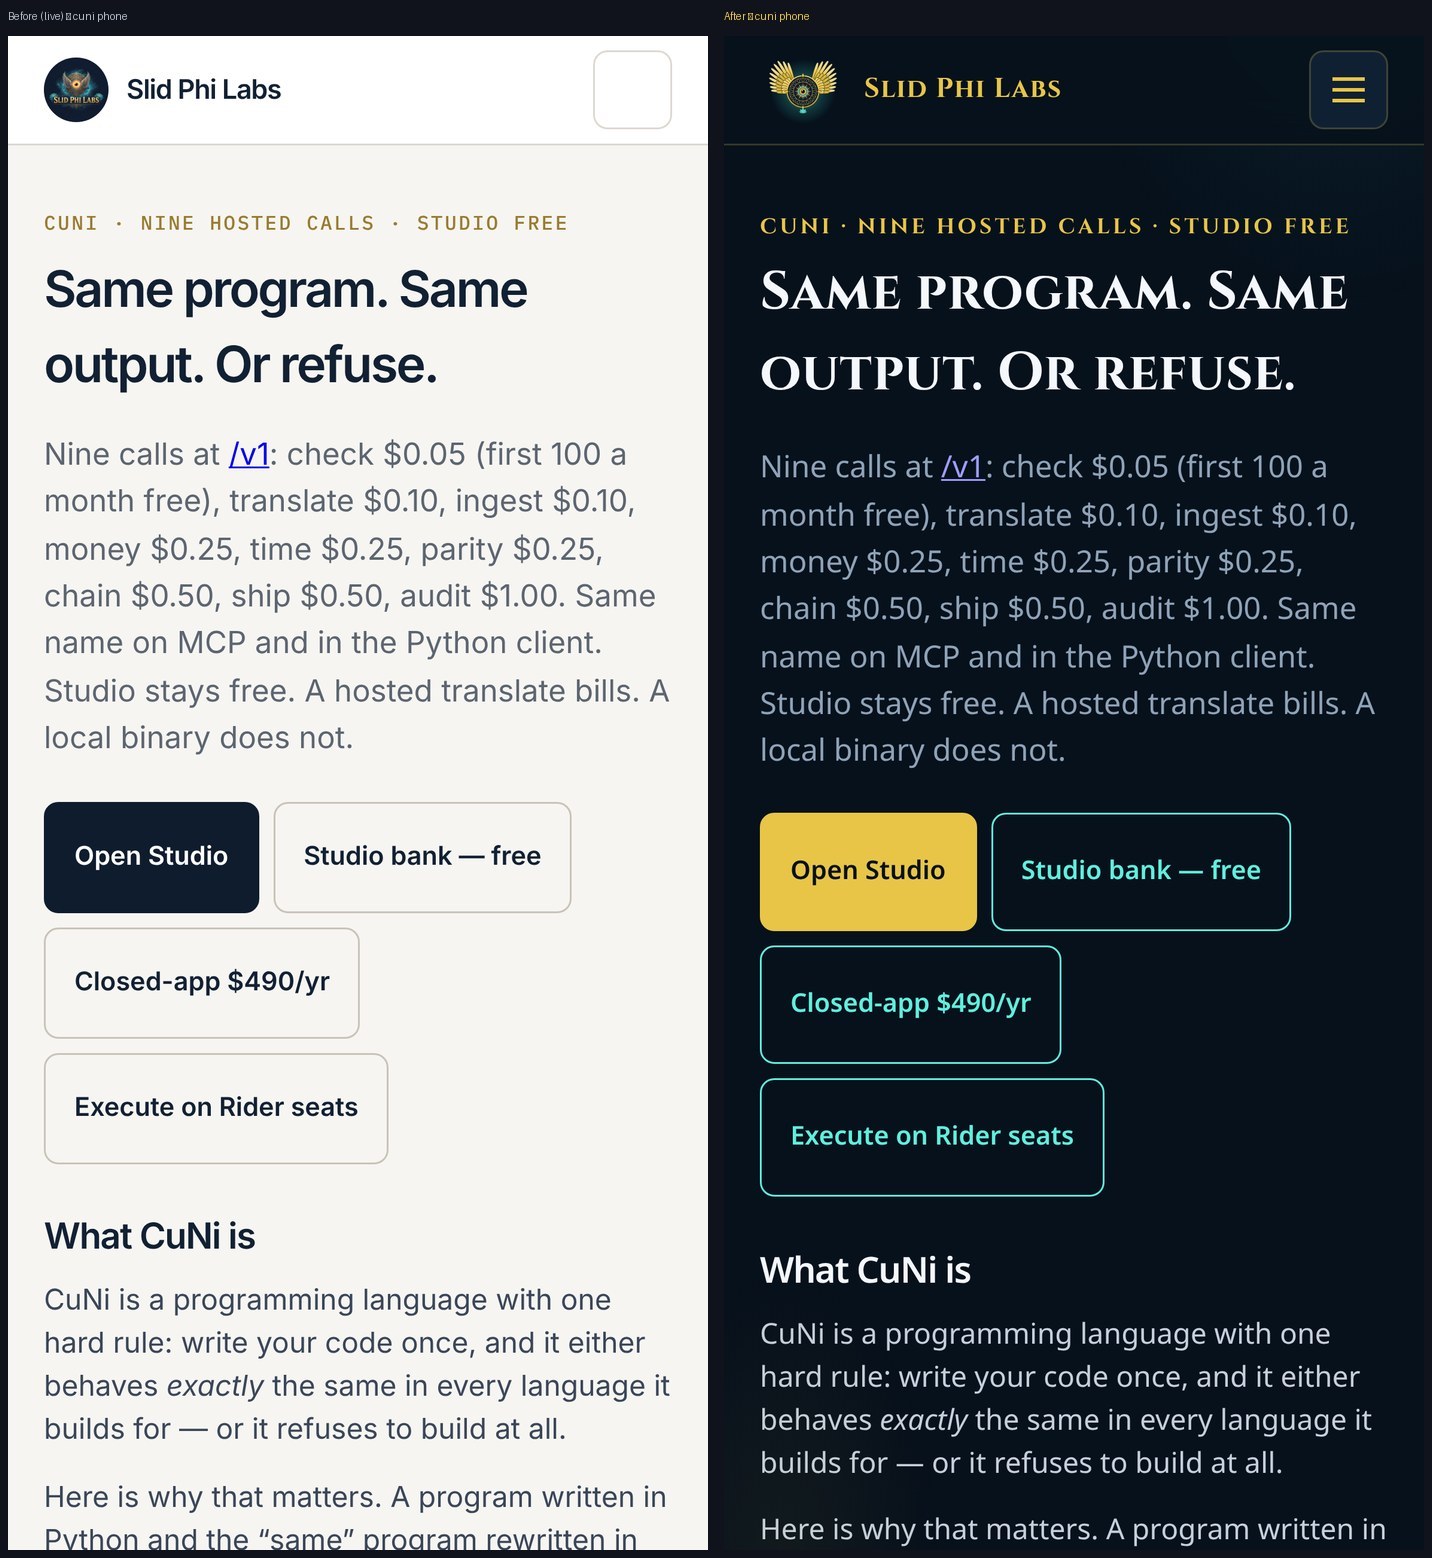 Before (live) cuni phone
SLID PHI LABS
Slid Phi Labs
CUNI · NINE HOSTED CALLS · STUDIO FREE
Same program. Same
output. Or refuse.
Nine calls at /v1: check $0.05 (first 100 a
month free), translate $0.10, ingest $0.10,
money $0.25, time $0.25, parity $0.25,
chain $0.50, ship $0.50, audit $1.00. Same
name on MCP and in the Python client.
Studio stays free. A hosted translate bills. A
local binary does not.
Open Studio
Studio bank — free
Closed-app $490/yr
Execute on Rider seats
What CuNi is
CuNi is a programming language with one
hard rule: write your code once, and it either
behaves exactly the same in every language it
builds for — or it refuses to build at all.
Here is why that matters. A program written in
Python and the “same” program rewritten in
After cuni phone
Slid Phi Labs
CUNI · NINE HOSTED CALLS · STUDIO FREE
Same program. Same
output. Or refuse.
Nine calls at /v1: check $0.05 (first 100 a
month free), translate $0.10, ingest $0.10,
money $0.25, time $0.25, parity $0.25,
chain $0.50, ship $0.50, audit $1.00. Same
name on MCP and in the Python client.
Studio stays free. A hosted translate bills. A
local binary does not.
Open Studio
Studio bank — free
Closed-app $490/yr
Execute on Rider seats
What CuNi is
CuNi is a programming language with one
hard rule: write your code once, and it either
behaves exactly the same in every language it
builds for — or it refuses to build at all.
Here is why that matters. A program written in